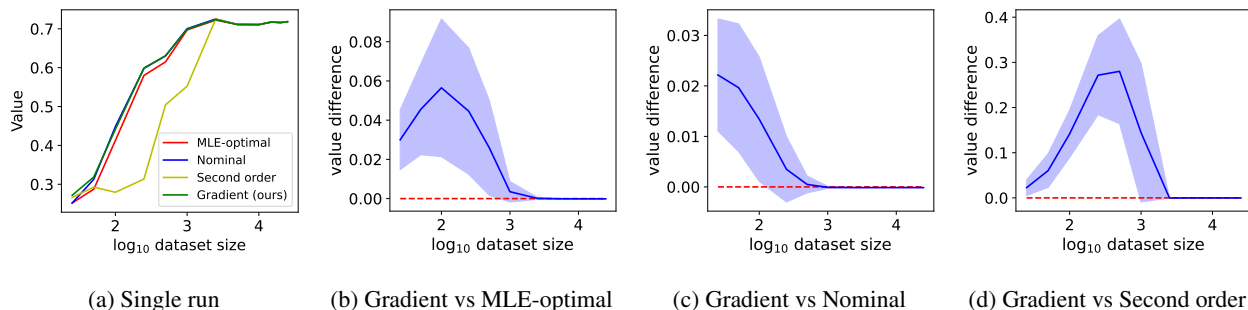 Value
0.7
0.6
0.5
0.4
0.3
2
3
4
log10 dataset size
MLE-optimal
Nominal
Second order
Gradient (ours)
(a) Single run
value difference
0.08
0.06
0.04
0.02
0.00
2
3
4
log10 dataset size
(b) Gradient vs MLE-optimal
value difference
0.03
0.02
0.01
0.00
2
3
4
log10 dataset size
(c) Gradient vs Nominal
value difference
0.4
0.3
0.2
0.1
0.0
2
3
4
log10 dataset size
(d) Gradient vs Second order